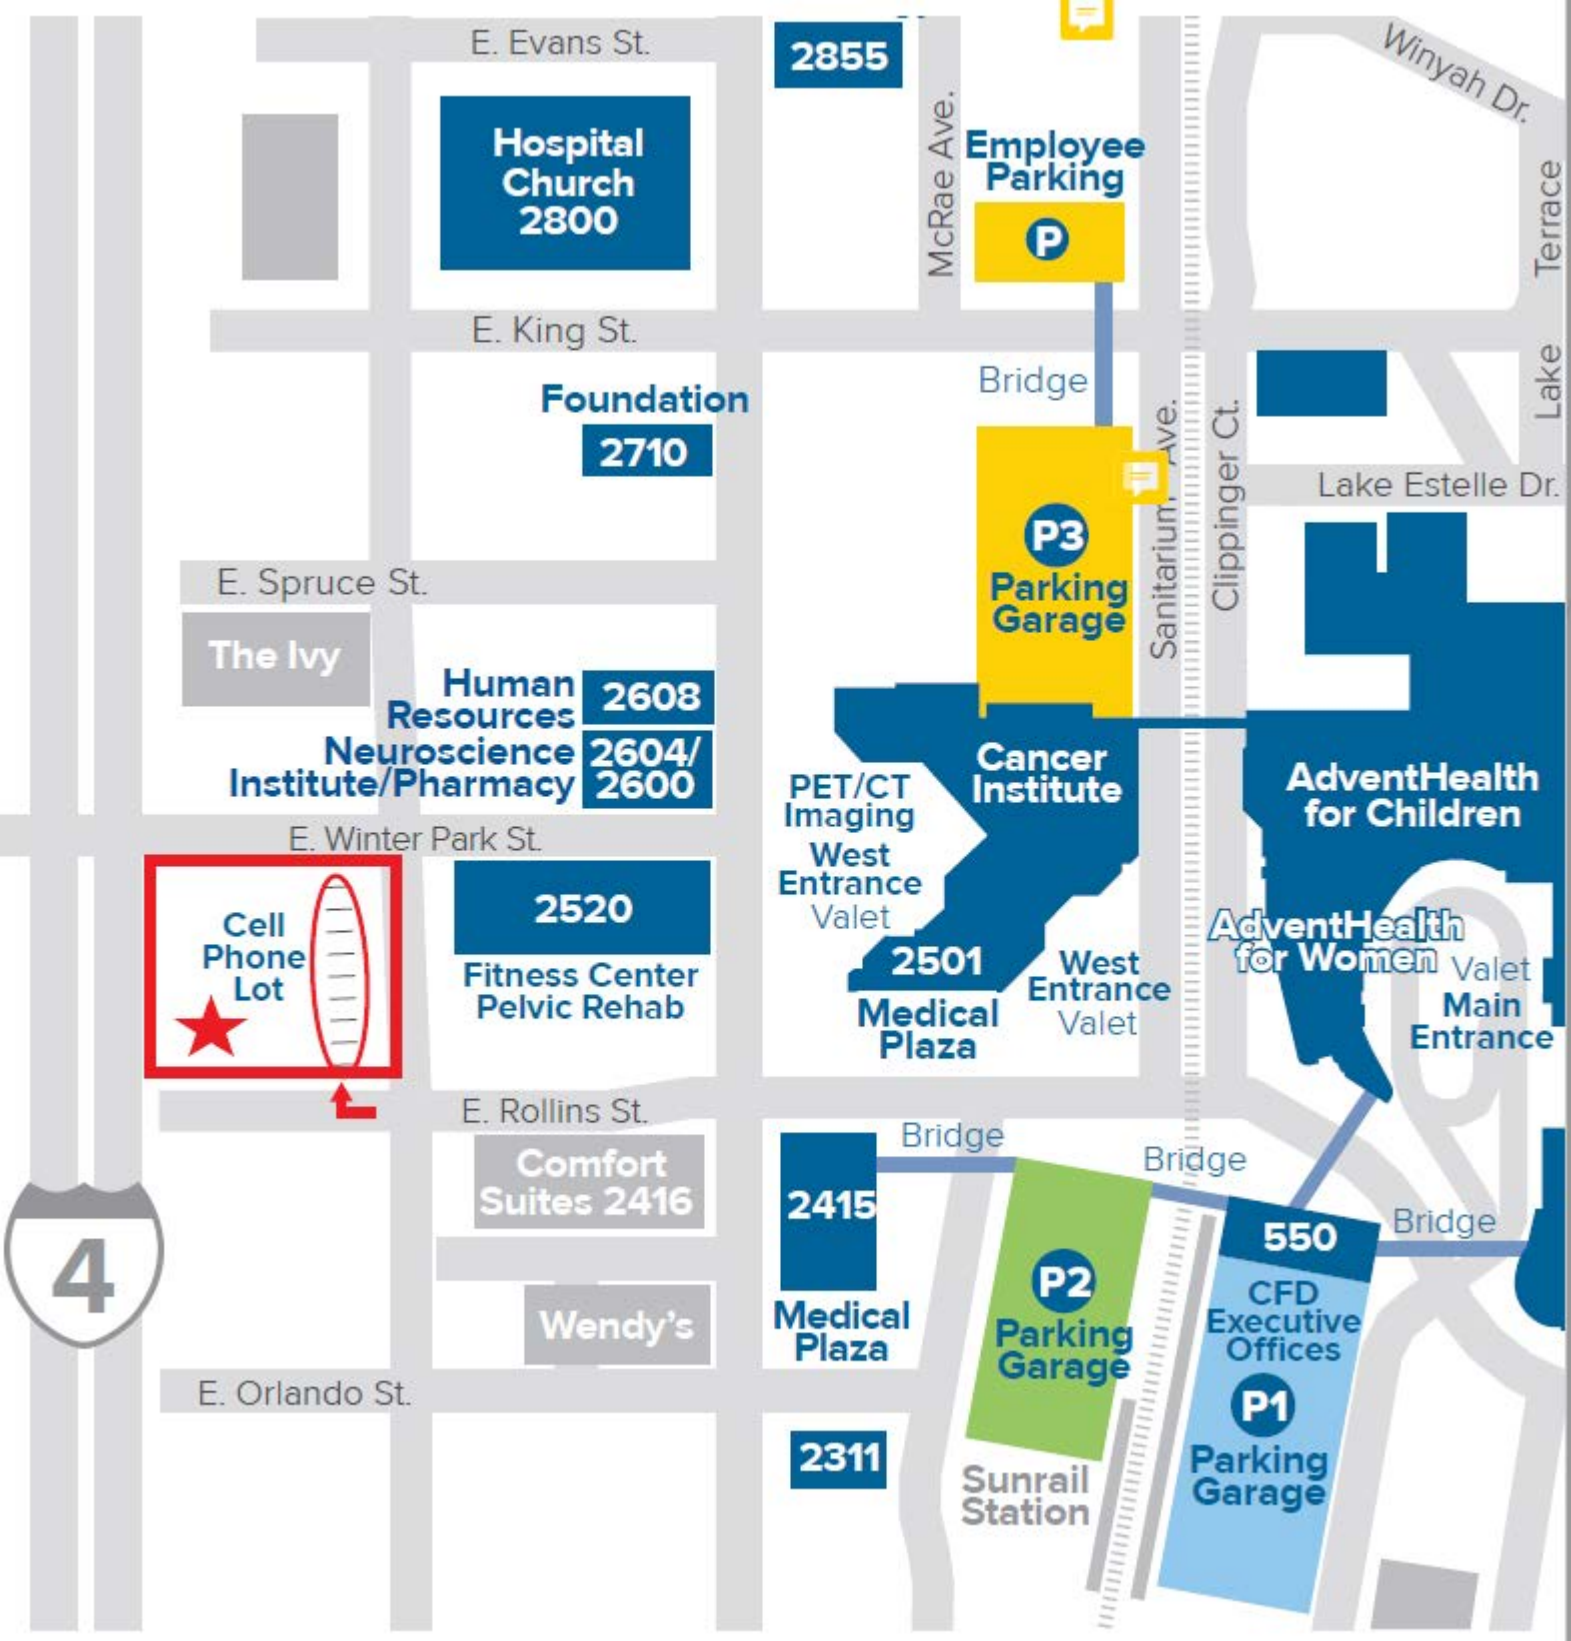 E. Evans St.
2855
Winyah Dr.
Hospital
Church
2800
McRae Ave.
Employee
Parking
P
Terrace
Lake
E. King St.
Bridge
Foundation
2710
Sanitarium Ave.
Clippinger Ct.
Lake Estelle Dr.
P3
Parking
Garage
E. Spruce St.
The Ivy
Human
Resources
2608
Neuroscience
Institute/Pharmacy
2604/
2600
Cancer
Institute
AdventHealth
for Children
PET/CT
Imaging
West
Entrance
Valet
E. Winter Park St.
Cell
Phone
Lot
2520
Fitness Center
Pelvic Rehab
2501
Medical
Plaza
West
Entrance
Valet
AdventHealth
for Women
Valet
Main
Entrance
E. Rollins St.
Comfort
Suites 2416
Bridge
Bridge
Bridge
2415
Medical
Plaza
550
CFD
Executive
Offices
P2
Parking
Garage
P1
Parking
Garage
4
Wendy's
E. Orlando St.
2311
Sunrail
Station